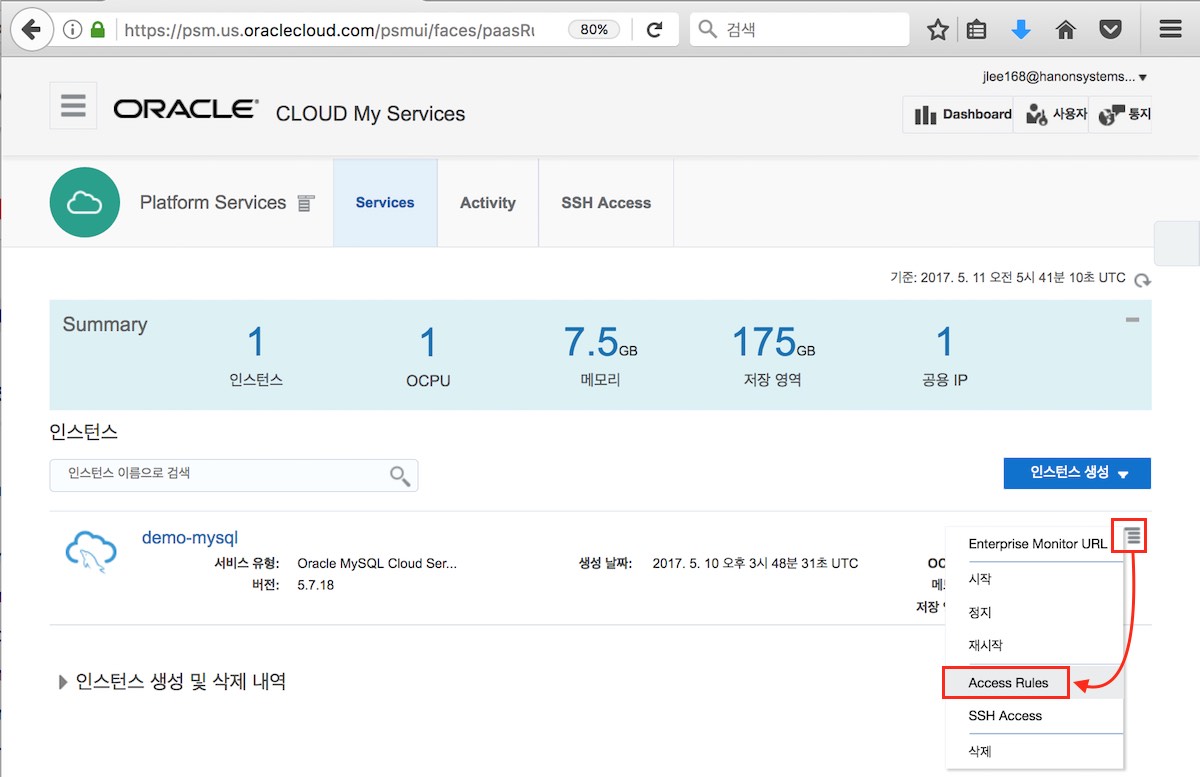 https://psm.us.oraclecloud.com/psmui/faces/paasRu
80%
검색
jlee168@hanonsystems...
ORACLE® CLOUD My Services
Dashboard
사용자
통지
Platform Services
Services
Activity
SSH Access
기준: 2017. 5. 11 오전 5시 41분 10초 UTC
Summary
1
인스턴스
1
OCPU
7.5GB
메모리
175GB
저장 영역
1
공용 IP
인스턴스
인스턴스 이름으로 검색
인스턴스 생성
demo-mysql
서비스 유형: Oracle MySQL Cloud Ser...
버전: 5.7.18
생성 날짜: 2017. 5. 10 오후 3시 48분 31초 UTC
OC
저장
Enterprise Monitor URL
시작
정지
재시작
Access Rules
SSH Access
삭제
인스턴스 생성 및 삭제 내역